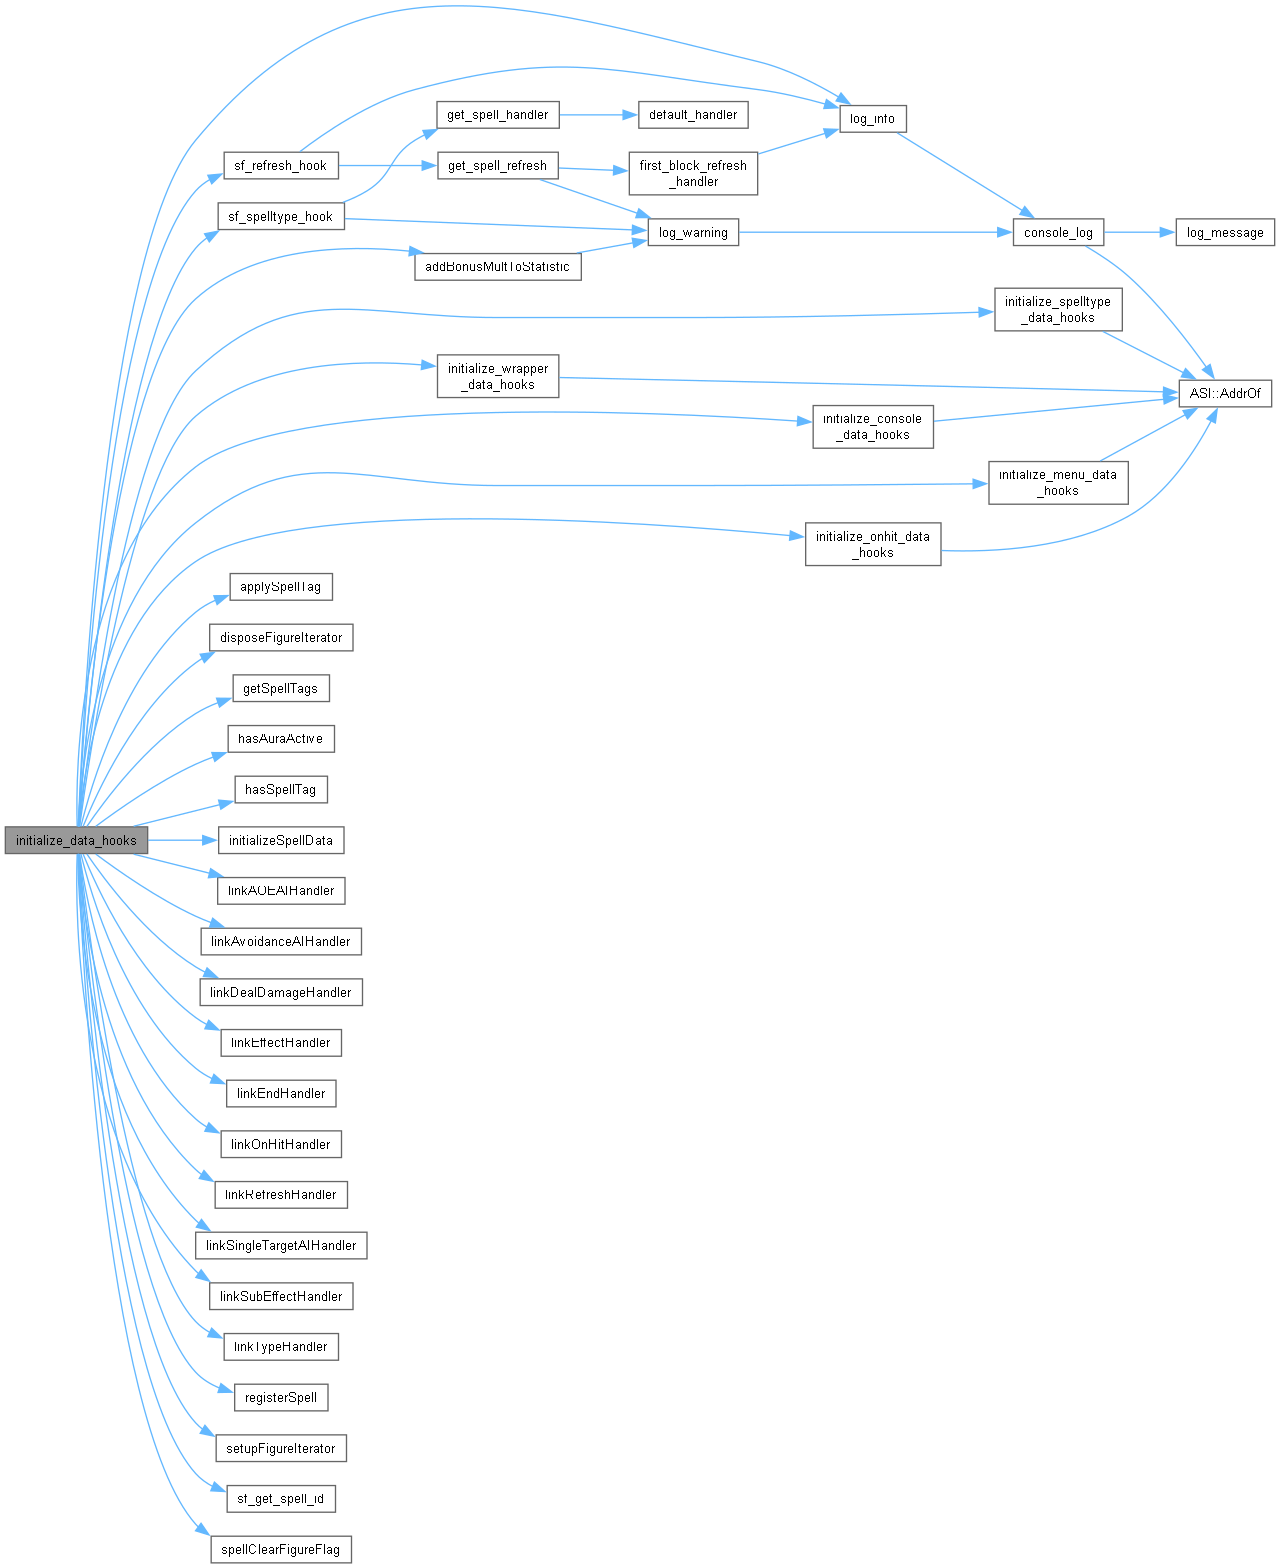 log_info
get_spell_handler
default_handler
sf_refresh_hook
get_spell_refresh
first_block_refresh
_handler
sf_spelltype_hook
log_warning
console_log
log_message
addBonusMultToStatistic
initialize_spelltype
_data_hooks
initialize_wrapper
_data_hooks
ASI::AddrOf
initialize_console
_data_hooks
initialize_menu_data
_hooks
initialize_onhit_data
_hooks
applySpellTag
disposeFigureIterator
getSpellTags
hasAuraActive
hasSpellTag
initialize_data_hooks
initializeSpellData
linkAOEAIHandler
linkAvoidanceAIHandler
linkDealDamageHandler
linkEffectHandler
linkEndHandler
linkOnHitHandler
linkRefreshHandler
linkSingleTargetAIHandler
linkSubEffectHandler
linkTypeHandler
registerSpell
setupFigureIterator
sf_get_spell_id
spellClearFigureFlag